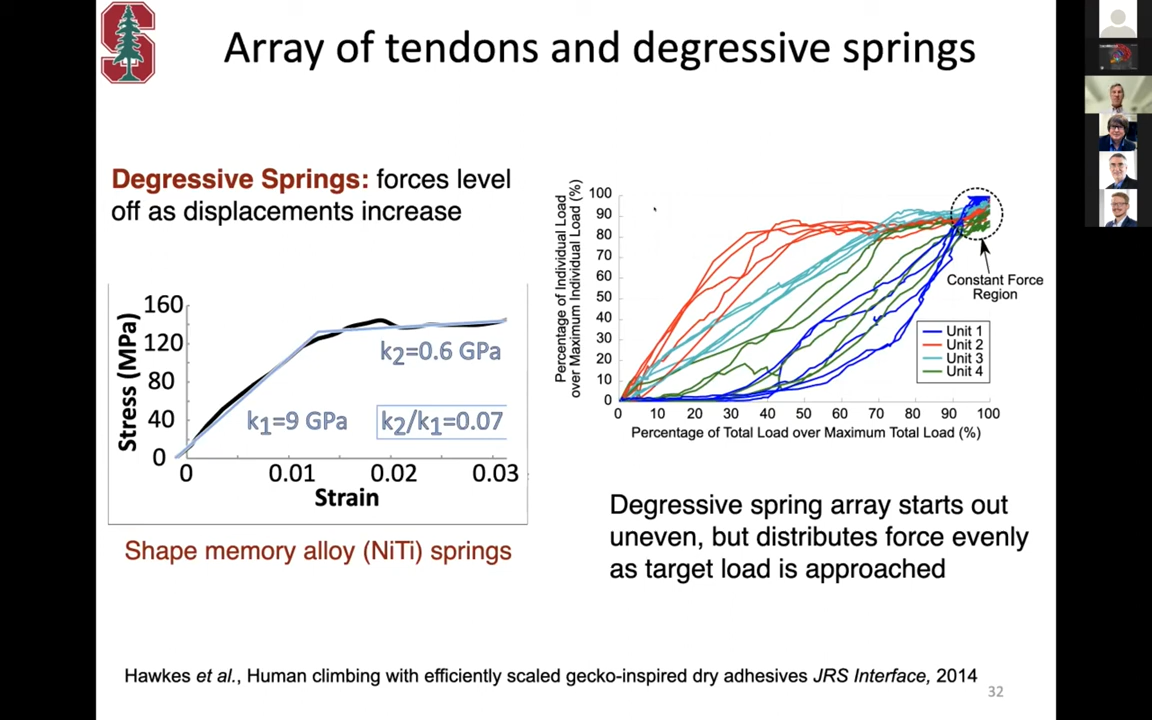 Array of tendons and degressive springs
Degressive Springs: forces level
off as displacements increase
160
120
80
40
0
Stress (MPa)
k2=0.6 GPa
k1=9 GPa
k2/k1=0.07
0 0.01 0.02 0.03
Strain
Shape memory alloy (NiTi) springs
Percentage of Individual Load
over Maximum Individual Load (%)
100
90
80
70
60
50
40
30
20
10
0
Constant Force
Region
Unit 1
Unit 2
Unit 3
Unit 4
0 10 20 30 40 50 60 70 80 90 100
Percentage of Total Load over Maximum Total Load (%)
Degressive spring array starts out
uneven, but distributes force evenly
as target load is approached
Hawkes et al., Human climbing with efficiently scaled gecko-inspired dry adhesives JRS Interface, 2014
32